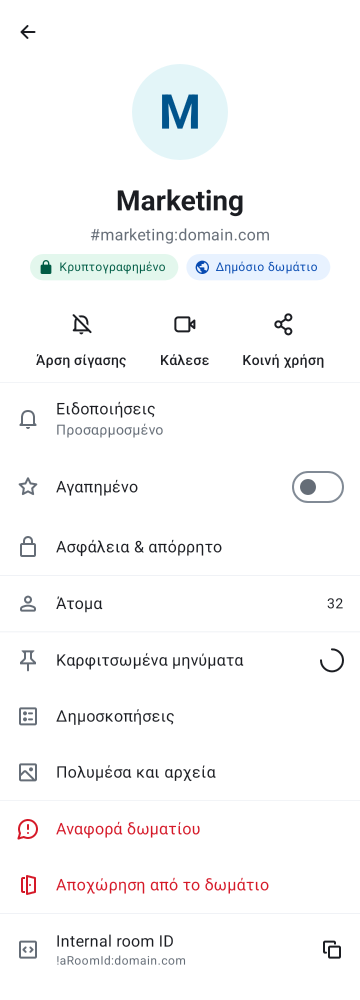 M
Marketing
#marketing:domain.com
Κρυπτογραφημένο
Δημόσιο δωμάτιο
Άρση σίγασης
Κάλεσε
Κοινή χρήση
Ειδοποιήσεις
Προσαρμοσμένο
Αγαπημένο
Ασφάλεια & απόρρητο
Άτομα
32
Καρφιτσωμένα μηνύματα
Δημοσκοπήσεις
Πολυμέσα και αρχεία
Αναφορά δωματίου
Αποχώρηση από το δωμάτιο
Internal room ID
!aRoomId:domain.com